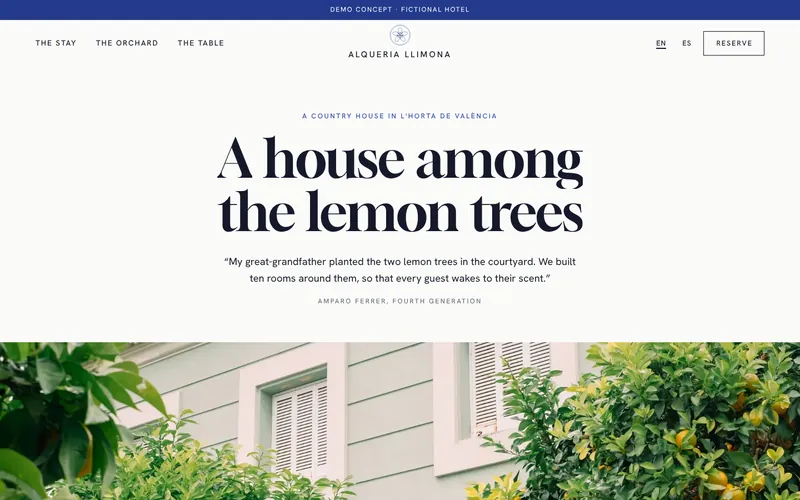 DEMO CONCEPT · FICTIONAL HOTEL
THE STAY THE ORCHARD THE TABLE
ALQUERIA LLIMONA
EN ES RESERVE
A COUNTRY HOUSE IN L'HORTA DE VALÈNCIA
A house among
the lemon trees
“My great-grandfather planted the two lemon trees in the courtyard. We built
ten rooms around them, so that every guest wakes to their scent.”
AMPARO FERRER, FOURTH GENERATION